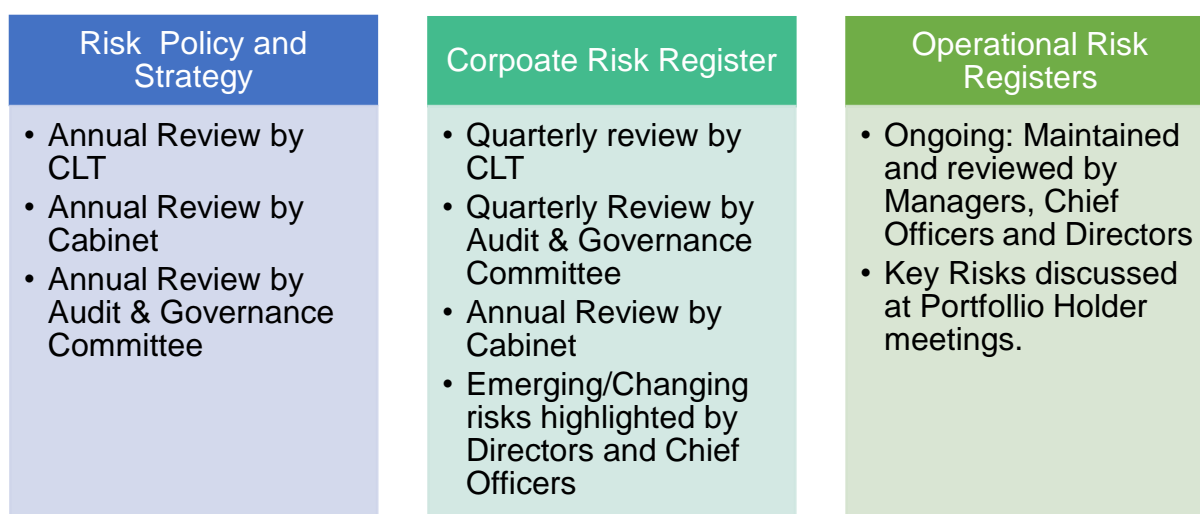 Risk  Policy and
Strategy
• Annual Review by
CLT
• Annual Review by
Cabinet
• Annual Review by
Audit & Governance
Committee
Corpoate Risk Register
• Quarterly review by
CLT
• Quarterly Review by
Audit & Governance
Committee
• Annual Review by
Cabinet
• Emerging/Changing
risks highlighted by
Directors and Chief
Officers
Operational Risk
Registers
• Ongoing: Maintained
and reviewed by
Managers, Chief
Officers and Directors
• Key Risks discussed
at Portfollio Holder
meetings.